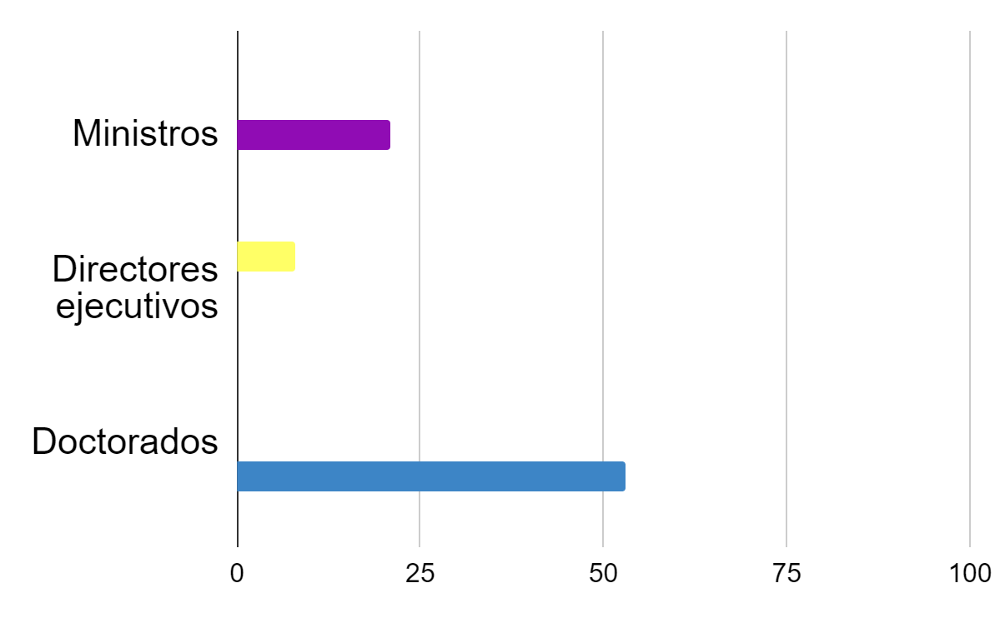 Ministros
Directores
ejecutivos
Doctorados
0 25 50 75 100